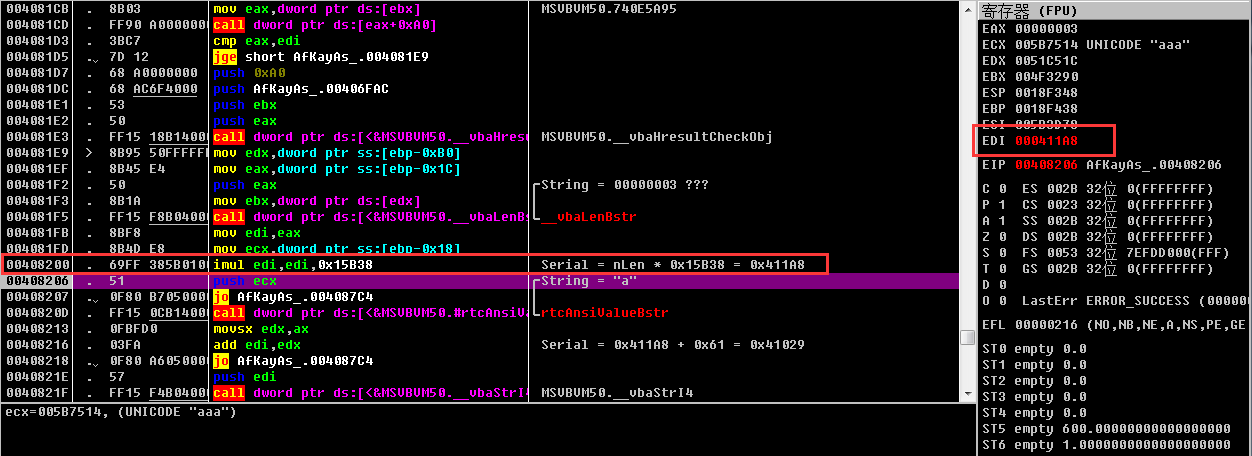 004081CB . 8B03 mov eax,dword ptr ds:[ebx] MSVBVM50.740E5A95
004081CD . FF90 A0000000 call dword ptr ds:[eax+0xA0]
004081D3 . 3BC7 cmp eax,edi
004081D5 .v 7D 12 jge short AfKayAs_.004081E9
004081D7 . 68 A0000000 push 0xA0
004081DC . 68 AC6F4000 push AfKayAs_.00406FAC
004081E1 . 53 push ebx
004081E2 . 50 push eax
004081E3 . FF15 18B14000 call dword ptr ds:[<&MSVBVM50.__vbaHresu MSVBVM50.__vbaHresultCheckObj
004081E9 > 8B95 50FFFFFF mov edx,dword ptr ss:[ebp-0xB0]
004081EF . 8B45 E4 mov eax,dword ptr ss:[ebp-0x1C]
004081F2 . 50 push eax String = 00000003 ???
004081F3 . 8B1A mov ebx,dword ptr ds:[edx]
004081F5 . FF15 F8B04000 call dword ptr ds:[<&MSVBVM50.__vbaLenBs __vbaLenBstr
004081FB . 8BF8 mov edi,eax
004081FD . 8B4D E8 mov ecx,dword ptr ss:[ebp-0x18]
00408200 . 69FF 385B0100 imul edi,edi,0x15B38 Serial = nLen * 0x15B38 = 0x411A8
00408206 . 51 push ecx String = "a"
00408207 .v 0F80 B7050000 jo AfKayAs_.004087C4
0040820D . FF15 0CB14000 call dword ptr ds:[<&MSVBVM50.#rtcAnsiVa rtcAnsiValueBstr
00408213 . 0FBFD0 movsx edx,ax
00408216 . 03FA add edi,edx Serial = 0x411A8 + 0x61 = 0x41029
00408218 .v 0F80 A6050000 jo AfKayAs_.004087C4
0040821E . 57 push edi
0040821F . FF15 F4B04000 call dword ptr ds:[<&MSVBVM50.__vbaStrI4 MSVBVM50.__vbaStrI4
ecx=005B7514, (UNICODE "aaa")
寄存器 (FPU)
EAX 00000003
ECX 005B7514 UNICODE "aaa"
EDX 0051C51C
EBX 004F3290
ESP 0018F348
EBP 0018F438
ESI 005B3D78
EDI 000411A8
EIP 00408206 AfKayAs_.00408206
C 0 ES 002B 32位 0(FFFFFFFF)
P 1 CS 0023 32位 0(FFFFFFFF)
A 1 SS 002B 32位 0(FFFFFFFF)
Z 0 DS 002B 32位 0(FFFFFFFF)
S 0 FS 0053 32位 7EFDD000(FFF)
T 0 GS 002B 32位 0(FFFFFFFF)
D 0
O 0 LastErr ERROR_SUCCESS (000000
EFL 00000216 (NO,NB,NE,A,NS,PE,GE
ST0 empty 0.0
ST1 empty 0.0
ST2 empty 0.0
ST3 empty 0.0
ST4 empty 0.0
ST5 empty 600.00000000000000000
ST6 empty 1.0000000000000000000